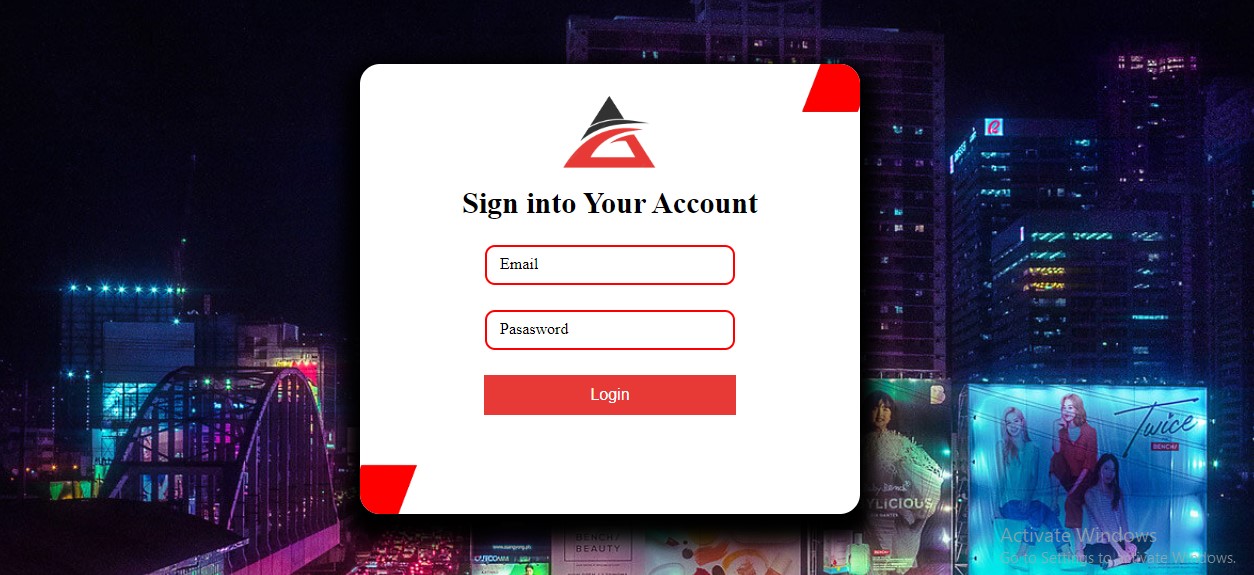 Sign into Your Account
Email
Pasasword
Login
Twice
BENCH/
YLICIOUS
BENCH/
BEAUTY
Activate Windows
Go to Settings to activate Windows.